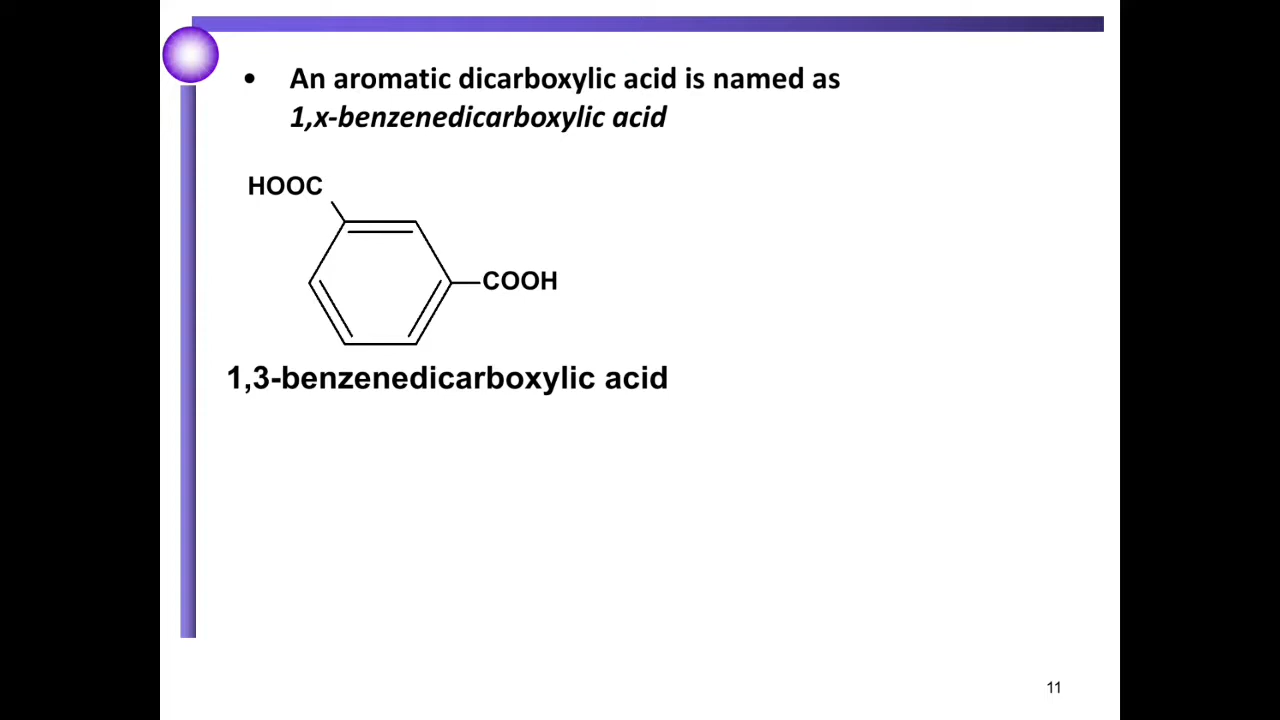 • An aromatic dicarboxylic acid is named as
1,x-benzenedicarboxylic acid
HOOC
COOH
1,3-benzenedicarboxylic acid
11